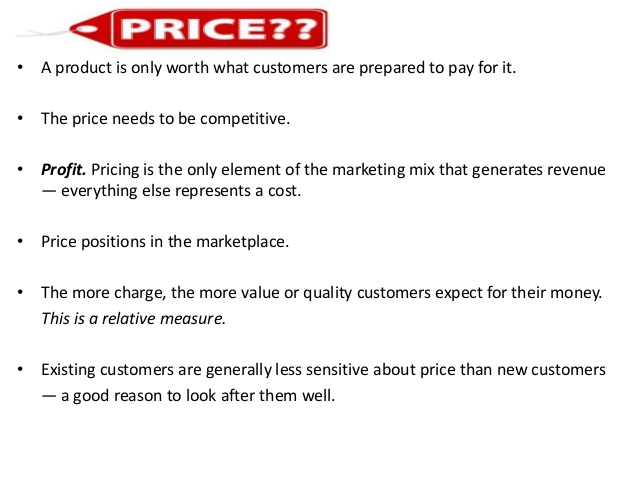 PRICE??
• A product is only worth what customers are prepared to pay for it.
• The price needs to be competitive.
• Profit. Pricing is the only element of the marketing mix that generates revenue
— everything else represents a cost.
• Price positions in the marketplace.
• The more charge, the more value or quality customers expect for their money.
This is a relative measure.
• Existing customers are generally less sensitive about price than new customers
— a good reason to look after them well.